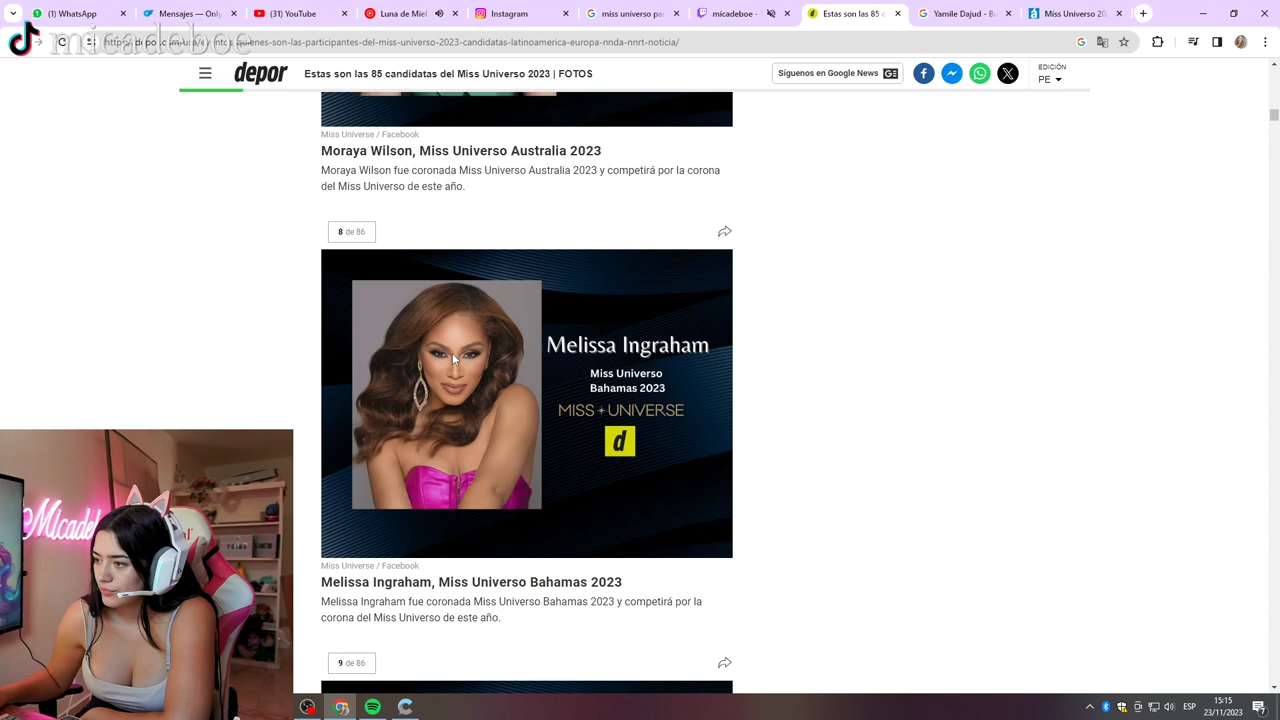 (1) WhatsApp
(31) YouTube
Luna -
instagram -
instagra
miss universo par
micadeboe -
Estas son las 85 c
Yamile Dajud - Bu
Miss Universo 20
micadeboe
depor
Estas son las 85 candidatas del Miss Universo 2023 | FOTOS
Síguenos en Google News
EDICIÓN
PE
Miss Universe / Facebook
Moraya Wilson, Miss Universo Australia 2023
Moraya Wilson fue coronada Miss Universo Australia 2023 y competirá por la corona
del Miss Universo de este año.
8 de 86
Melissa Ingraham
Miss Universo
Bahamas 2023
MISS UNIVERSE
d
Miss Universe / Facebook
Melissa Ingraham, Miss Universo Bahamas 2023
Melissa Ingraham fue coronada Miss Universo Bahamas 2023 y competirá por la
corona del Miss Universo de este año.
9 de 86
Micadel
15:15
ESP
23/11/2023